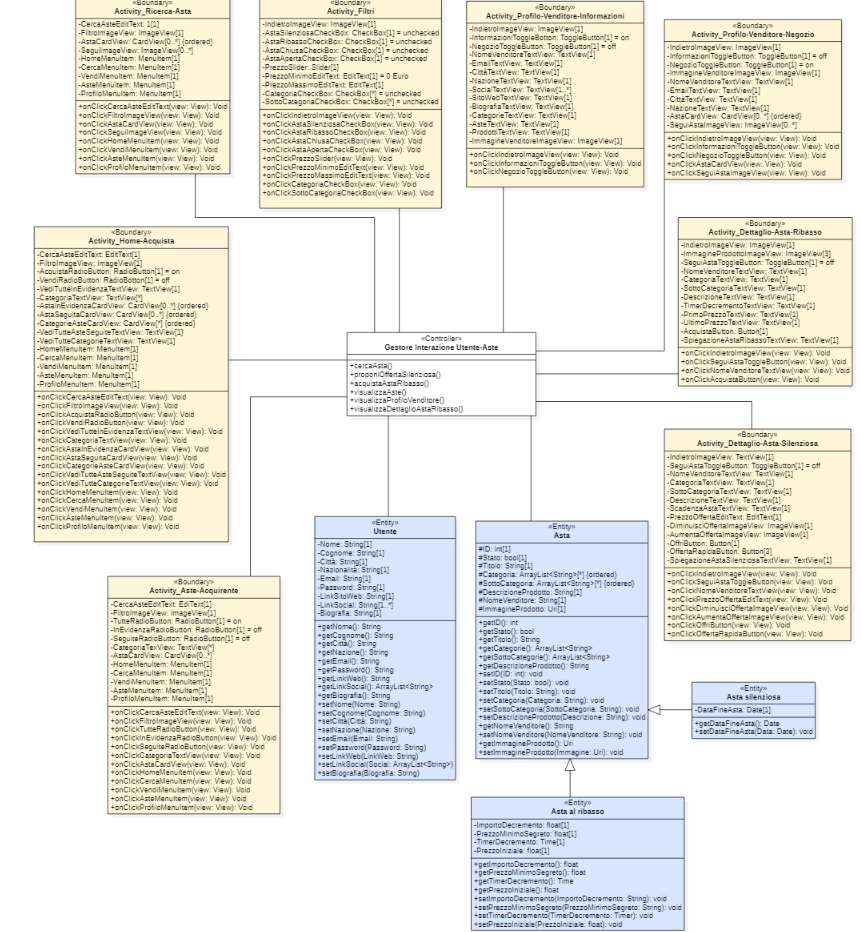 «Boundary»
Activity_Ricerca-Asta
-CercaAsteEditText: 1[1]
-FiltroImageView: ImageView[1]
-AstaCardView: CardView[0..*] {ordered}
-SeguiImageView: ImageView[0..*]
-HomeMenuItem: MenuItem[1]
-CercaMenuItem: MenuItem[1]
-VendiMenuItem: MenuItem[1]
-AsteMenuItem: MenuItem[1]
-ProfiloMenuItem: MenuItem[1]
+onClickCercaAsteEditText(view: View): Void
+onClickFiltroImageView(view: View): Void
+onClickAstaCardView(view: View): Void
+onClickSeguiImageView(view: View): Void
+onClickHomeMenuItem(view: View): Void
+onClickVendiMenuItem(view: View): Void
+onClickAsteMenuItem(view: View): Void
+onClickProfiloMenuItem(view: View): Void
«Boundary»
Activity_Filtri
-IndietroImageView: ImageView[1]
-AstaSilenziosaCheckBox: CheckBox[1] = unchecked
-AstaRibassoCheckBox: CheckBox[1] = unchecked
-AstaChiusaCheckBox: CheckBox[1] = unchecked
-AstaApertaCheckBox: CheckBox[1] = unchecked
-PrezzoSlider: Slider[1]
-PrezzoMinimoEditText: EditText[1] = 0 Euro
-PrezzoMassimoEditText: EditText[1]
-CategoriaCheckBox: CheckBox[*] = unchecked
-SottoCategoriaCheckBox: CheckBox[*] = unchecked
+onClickIndietroImageView(view: View): Void
+onClickAstaSilenziosaCheckBox(view: View): Void
+onClickAstaRibassoCheckBox(view: View): Void
+onClickAstaChiusaCheckBox(view: View): Void
+onClickAstaApertaCheckBox(view: View): Void
+onClickPrezzoSlider(view: View): Void
+onClickPrezzoMinimoEditText(view: View): Void
+onClickPrezzoMassimoEditText(view: View): Void
+onClickCategoriaCheckBox(view: View): Void
+onClickSottoCategoriaCheckBox(view: View): Void
«Boundary»
Activity_Profilo-Venditore-Informazioni
-IndietroImageView: ImageView[1]
-InformazioniToggleBotton: ToggleButton[1] = on
-NegozioToggleButton: ToggleButton[1] = off
-NomeVenditoreTextView: TextView[1]
-EmailTextView: TextView[1]
-CittàTextView: TextView[1]
-NazioneTextView: TextView[1]
-SocialTextView: TextView[1..*]
-SitoWebTextView: TextView[1]
-BiografiaTextView: TextView[1]
-CategorieTextView: TextView[1]
-AsteTextView: TextView[1]
-ProdottiTextView: TextView[1]
-ImmagineVenditoreImageView: ImageView[1]
+onClickIndietroImageView(view: View): Void
+onClickInformazioniToggleButton(view: View): Void
+onClickNegozioToggleButton(view: View): Void
«Boundary»
Activity_Profilo-Venditore-Negozio
-IndietroImageView: ImageView[1]
-InformazioniToggleButton: ToggleButton[1] = off
-NegozioToggleButton: ToggleButton[1] = on
-ImmagineVenditoreImageView: ImageView[1]
-NomeVenditoreTextView: TextView[1]
-EmailTextView: TextView[1]
-CittàTextView: TextView[1]
-NazioneTextView: TextView[1]
-AstaCardView: CardView[0..*] {ordered}
-SeguiAstaImageView: ImageView[0..*]
+onClickIndietroImageView(view: View): Void
+onClickInformazioniToggleButton(view: View): Void
+onClickNegozioToggleButton(view: View): Void
+onClickAstaCardView(view: View): Void
+onClickSeguiAstaImageView(view: View): Void
«Boundary»
Activity_Home-Acquista
-CercaAsteEditText: EditText[1]
-FiltroImageView: ImageView[1]
-AcquistaRadioButton: RadioButton[1] = on
-VendiRadioButton: RadioBotton[1] = off
-VediTutteInEvidenzaTextView: TextView[1]
-CategoriaTextView: TextView[*]
-AstaInEvidenzaCardView: CardView[0..*] {ordered}
-AstaSeguitaCardView: CardView[0..*] {ordered}
-CategorieAsteCardView: CardView[*] {ordered}
-VediTutteAsteSeguiteTextView: TextView[1]
-VediTutteCategorieTextView: TextView[1]
-HomeMenuItem: MenuItem[1]
-CercaMenuItem: MenuItem[1]
-VendiMenuItem: MenuItem[1]
-AsteMenuItem: MenuItem[1]
-ProfiloMenuItem: MenuItem[1]
+onClickCercaAsteEditText(view: View): Void
+onClickFiltroImageView(view: View): Void
+onClickAcquistaRadioButton(view: View): Void
+onClickVendiRadioButton(view: View): Void
+onClickVediTutteInEvidenzaTextView(view: View): Void
+onClickCategoriaTextView(view: View): Void
+onClickAstaInEvidenzaCardView(view: View): Void
+onClickAstaSeguitaCardView(view: View): Void
+onClickCategorieAsteCardView(view: View): Void
+onClickVediTutteAsteSeguiteTextView(view: View): Void
+onClickVediTutteCategorieTextView(view: View): Void
+onClickHomeMenuItem(view: View): Void
+onClickCercaMenuItem(view: View): Void
+onClickVendiMenuItem(view: View): Void
+onClickAsteMenuItem(view: View): Void
+onClickProfiloMenuItem(view: View): Void
«Controller»
Gestore Interazione Utente-Aste
+cercaAsta()
+proponiOffertaSilenziosa()
+acquistaAstaRibasso()
+visualizzaAste()
+visualizzaProfiloVenditore()
+visualizzaDettaglioAstaRibasso()
«Boundary»
Activity_Dettaglio-Asta-Ribasso
-IndietroImageView: ImageView[1]
-ImmagineProdottoImageView: ImageView[3]
-SeguiAstaToggleButton: ToggleButton[1] = off
-NomeVenditoreTextView: TextView[1]
-CategoriaTextView: TextView[1]
-SottoCategoriaTextView: TextView[1]
-DescrizioneTextView: TextView[1]
-TimerDecrementoTextView: TextView[1]
-PrimoPrezzoTextView: TextView[1]
-UltimoPrezzoTextView: TextView[1]
-AcquistaButton: Button[1]
-SpiegazioneAstaRibassoTextView: TextView[1]
+onClickIndietroImageView(view: View): Void
+onClickSeguiAstaToggleButton(view: View): Void
+onClickNomeVenditoreTextView(view: View): Void
+onClickAcquistaButton(view: View): Void
«Boundary»
Activity_Dettaglio-Asta-Silenziosa
-IndietroImageView: TextView[1]
-SeguiAstaToggleButton: ToggleButton[1] = off
-NomeVenditoreTextView: TextView[1]
-CategoriaTextView: TextView[1]
-SottoCategoriaTextView: TextView[1]
-DescrizioneTextView: TextView[1]
-ScadenzaAstaTextView: TextView[1]
-PrezzoOffertaEditText: EditText[1]
-DiminuisciOffertaImageView: ImageView[1]
-AumentaOffertaImageView: ImageView[1]
-OffriButton: Button[1]
-OffertaRapidaButton: Button[3]
-SpiegazioneAstaSilenziosaTextView: TextView[1]
+onClickIndietroImageView(view: View): Void
+onClickSeguiAstaToggleButton(view: View): Void
+onClickNomeVenditoreTextView(view: View): Void
+onClickPrezzoOffertaEditText(view: View): Void
+onClickDiminuisciOffertaImageView(view: View): Void
+onClickAumentaOffertaImageView(view: View): Void
+onClickOffriButton(view: View): Void
+onClickOffertaRapidaButton(view: View): Void
«Boundary»
Activity_Aste-Acquirente
-CercaAsteEditText: EdiText[1]
-FiltroImageView: ImageView[1]
-TutteRadioButton: RadioButton[1] = on
-InEvidenzaRadioButton: RadioButton[1] = off
-SeguiteRadioButton: RadioButton[1] = off
-CategoriaTexView: TextView[*]
-AstaCardView: CardView[0..*]
-HomeMenuItem: MenuItem[1]
-CercaMenuItem: MenuItem[1]
-VendiMenuItem: MenuItem[1]
-AsteMenuItem: MenuItem[1]
-ProfiloMenuItem: MenuItem[1]
+onClickCercaAsteEditText(view: View): Void
+onClickFiltroImageView(view: View): Void
+onClickTutteRadioButton(view: View): Void
+onClickInEvidenzaRadioButton(view: View): Void
+onClickSeguiteRadioButton(view: View): Void
+onClickCategoriaTextView(view: View): Void
+onClickAstaCardView(view: View): Void
+onClickHomeMenuItem(view: View): Void
+onClickCercaMenuItem(view: View): Void
+onClickVendiMenuItem(view: View): Void
+onClickAsteMenuItem(view: View): Void
+onClickProfiloMenuItem(view: View): Void
«Entity»
Utente
-Nome: String[1]
-Cognome: String[1]
-Città: String[1]
-Nazionalità: String[1]
-Email: String[1]
-Password: String[1]
-LinkSitoWeb: String[1]
-LinkSocial: String[1..*]
-Biografia: String[1]
+getNome(): String
+getCognome(): String
+getCittà(): String
+getNazione(): String
+getEmail(): String
+getPassword(): String
+getLinkWeb(): String
+getLinkSocial(): ArrayList<String>
+getBiografia(): String
+setNome(Nome: String)
+setCognome(Cognome: String)
+setCittà(Città: String)
+setNazione(Nazione: String)
+setEmail(Email: String)
+setPassword(Password: String)
+setLinkWeb(LinkWeb: String)
+setLinkSocial(Social: ArrayList<String>)
+setBiografia(Biografia: String)
«Entity»
Asta
#ID: int[1]
#Stato: bool[1]
#Titolo: String[1]
#Categoria: ArrayList<String>[*] {ordered}
#SottoCategoria: ArrayList<String>[*] {ordered}
#DescrizioneProdotto: String[1]
#NomeVenditore: String[1]
#ImmagineProdotto: Uri[1]
+getID(): int
+getStato(): bool
+getTitolo(): String
+getCategorie(): ArrayList<String>
+getSottoCategorie(): ArrayList<String>
+getDescrizioneProdotto(): String
+setID(ID: int): void
+setStato(Stato: bool): void
+setTitolo(Titolo: String): void
+setCategoria(Categoria: String): void
+setSottoCategoria(SottoCategoria: String): void
+setDescrizioneProdotto(Descrizione: String): void
+getNomeVenditore(): String
+setNomeVenditore(NomeVenditore: String): void
+getImmagineProdotto(): Uri
+setImmagineProdotto(Immagine: Uri): void
«Entity»
Asta silenziosa
-DataFineAsta: Date[1]
+getDataFineAsta(): Date
+setDataFineAsta(Data: Date): void
«Entity»
Asta al ribasso
-ImportoDecremento: float[1]
-PrezzoMinimoSegreto: float[1]
-TimerDecremento: Time[1]
-PrezzoIniziale: float[1]
+getImportoDecremento(): float
+getPrezzoMinimoSegreto(): float
+getTimerDecremento(): Time
+getPrezzoIniziale(): float
+setImportoDecremento(ImportoDecremento: String): void
+setPrezzoMinimoSegreto(PrezzoMinimoSegreto: String): void
+setTimerDecremento(TimerDecremento: Timer): void
+setPrezzoIniziale(PrezzoIniziale: float): void